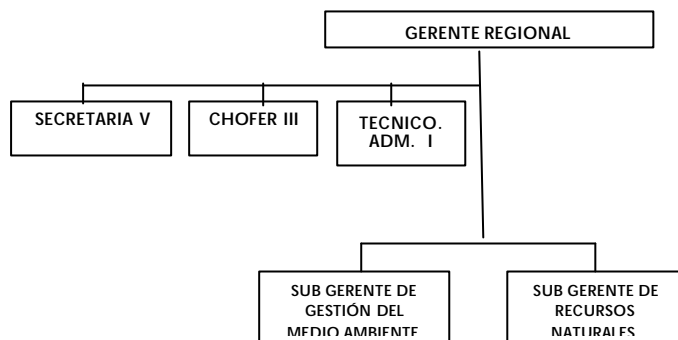 GERENTE REGIONAL
SECRETARIA V
CHOFER III
TECNICO.
ADM. I
SUB GERENTE DE
GESTIÓN DEL
MEDIO AMBIENTE
SUB GERENTE DE
RECURSOS
NATURALES